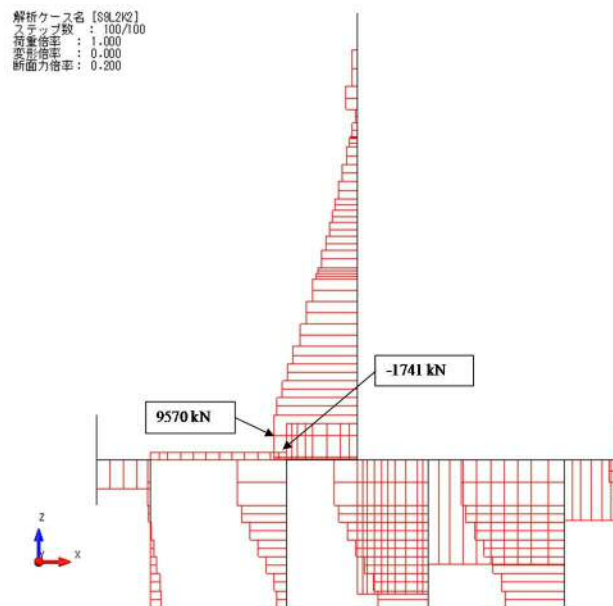 解析ケース名 [S9L2K2]
ステップ数 : 100/100
荷重倍率 : 1.000
変形倍率 : 0.000
断面力倍率 : 0.200
-1741 kN
9570 kN
Z
Y
X